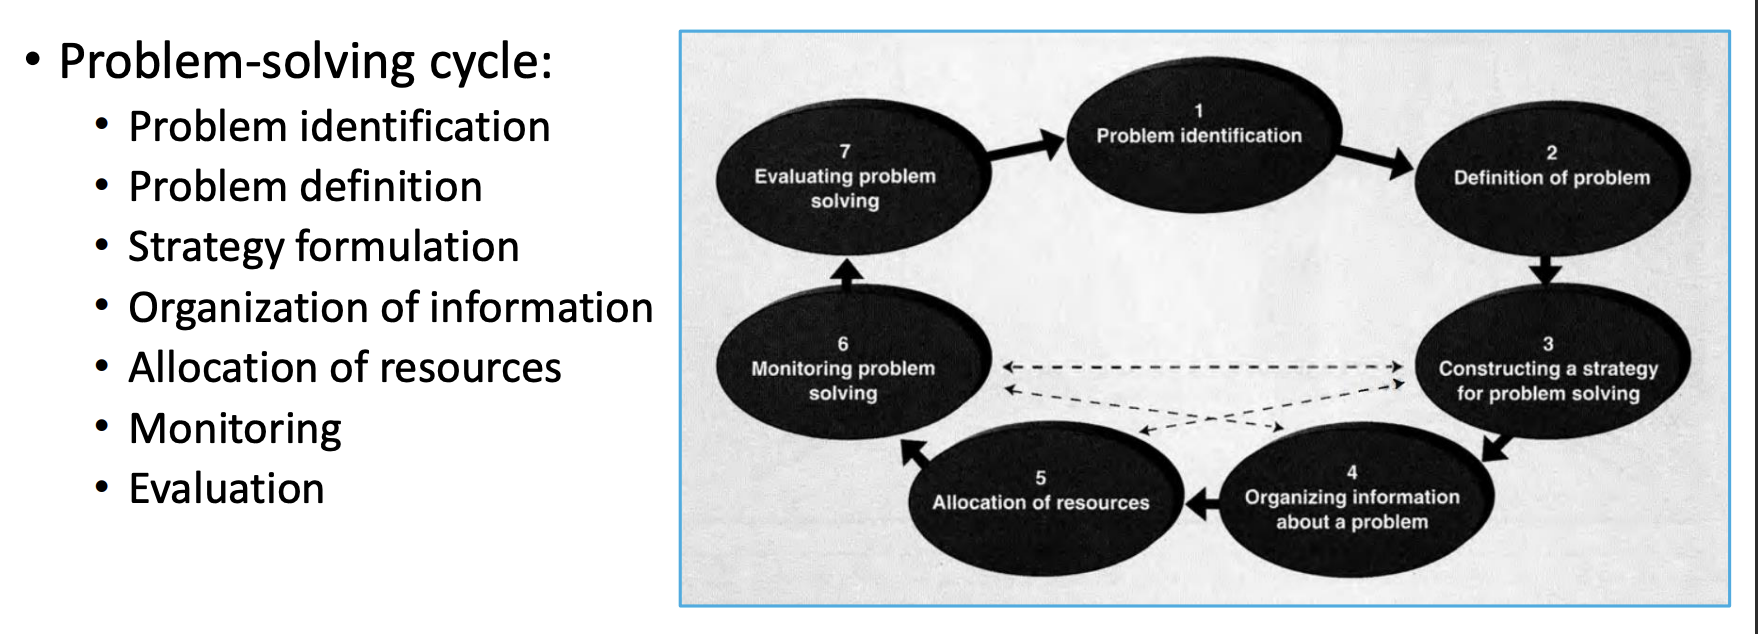 • Problem-solving cycle:
• Problem identification
• Problem definition
• Strategy formulation
• Organization of information
• Allocation of resources
• Monitoring
• Evaluation
1
Problem identification
2
Definition of problem
3
Constructing a strategy
for problem solving
4
Organizing information
about a problem
5
Allocation of resources
6
Monitoring problem
solving
7
Evaluating problem
solving